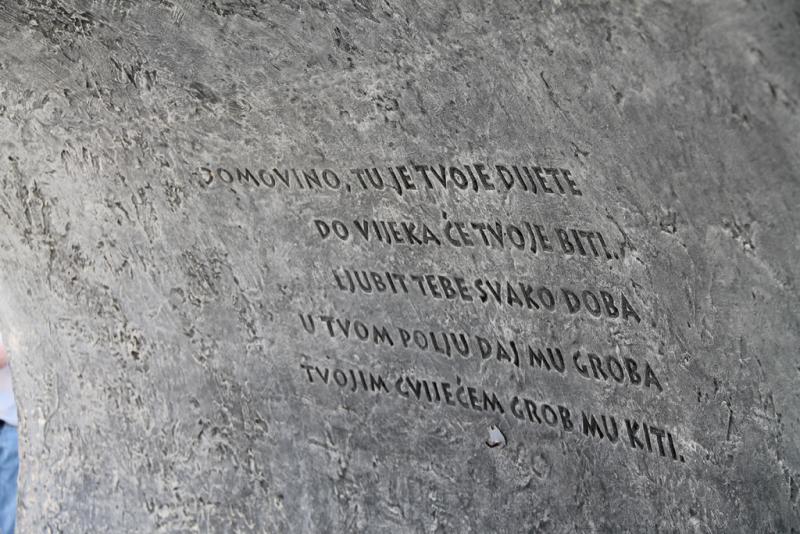 DOMOVINO, TU JE TVOJE DIJETE
DO VIJEKA ĆE TVOJE BITI..
LJUBIT TEBE SVAKO DOBA
U TVOM POLJU DAJ MU GROBA
TVOJIM CVIJEĆEM GROB MU KITI.